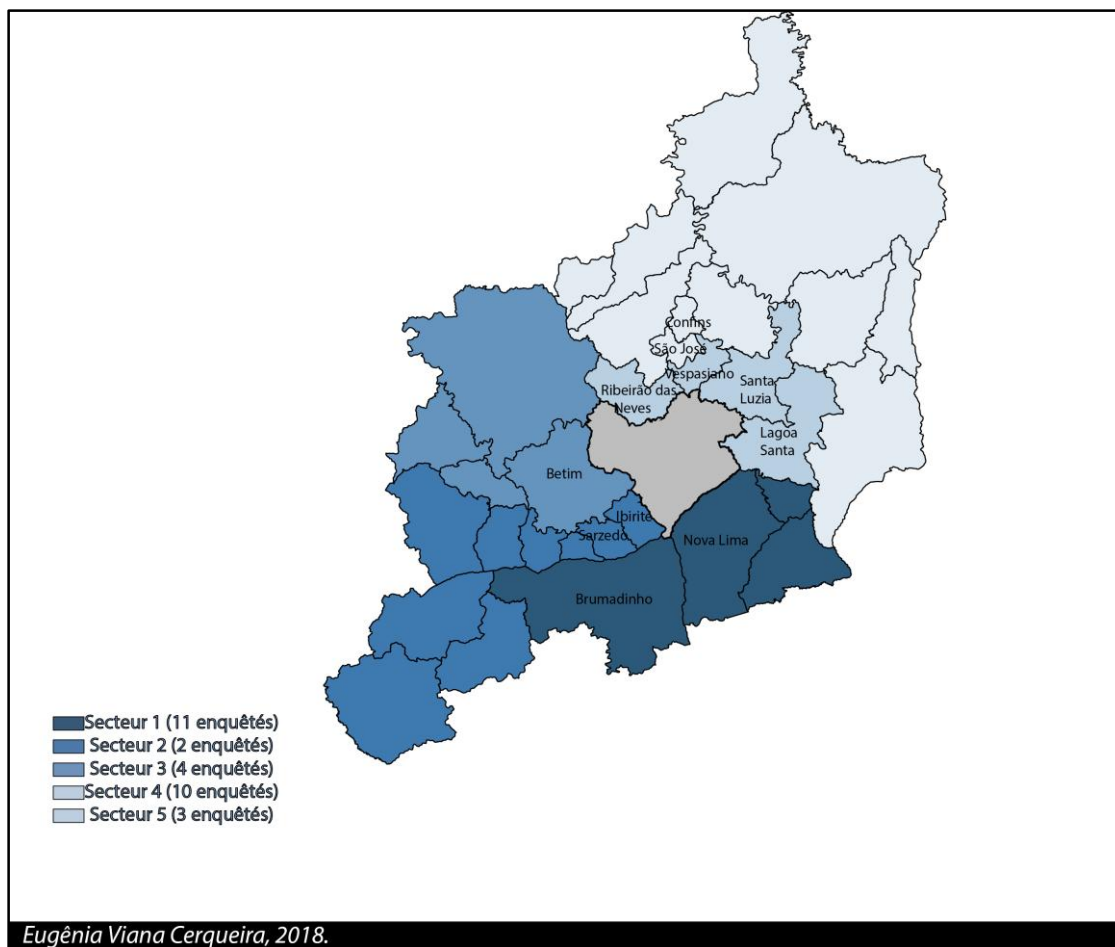 Confins
São José
Vespasiano
Ribeirão das
Neves
Santa
Luzia
Lagoa
Santa
Betim
Ibirité
Sarzedo
Nova Lima
Brumadinho
Secteur 1 (11 enquêtés)
Secteur 2 (2 enquêtés)
Secteur 3 (4 enquêtés)
Secteur 4 (10 enquêtés)
Secteur 5 (3 enquêtés)
Eugênia Viana Cerqueira, 2018.